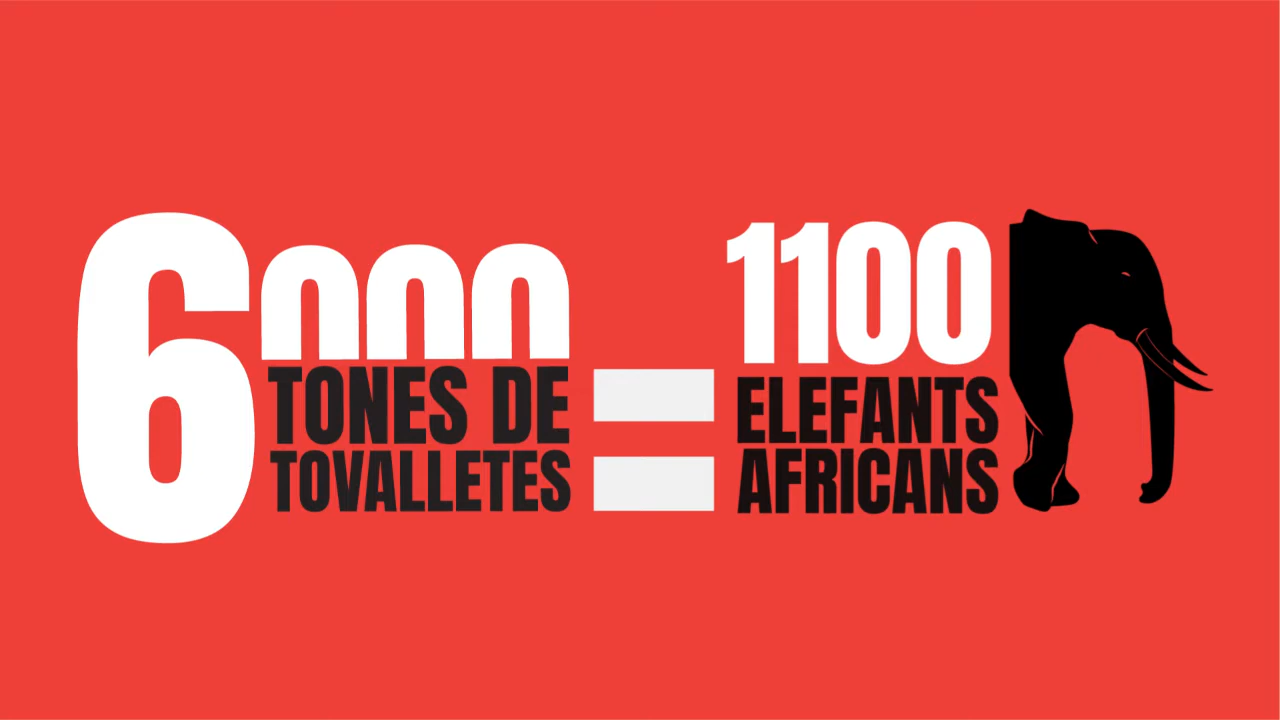 6000
TONES DE
TOVALLETES
=
1100
ELEFANTS
AFRICANS